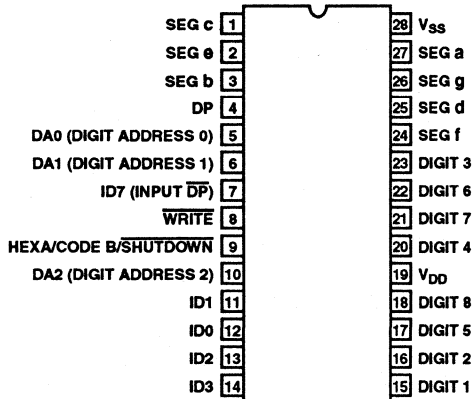 SEG c 1
SEG e 2
SEG b 3
DP 4
DA0 (DIGIT ADDRESS 0) 5
DA1 (DIGIT ADDRESS 1) 6
ID7 (INPUT DP) 7
WRITE 8
HEXA/CODE B/SHUTDOWN 9
DA2 (DIGIT ADDRESS 2) 10
ID1 11
ID0 12
ID2 13
ID3 14
28 VSS
27 SEG a
26 SEG g
25 SEG d
24 SEG f
23 DIGIT 3
22 DIGIT 6
21 DIGIT 7
20 DIGIT 4
19 VDD
18 DIGIT 8
17 DIGIT 5
16 DIGIT 2
15 DIGIT 1